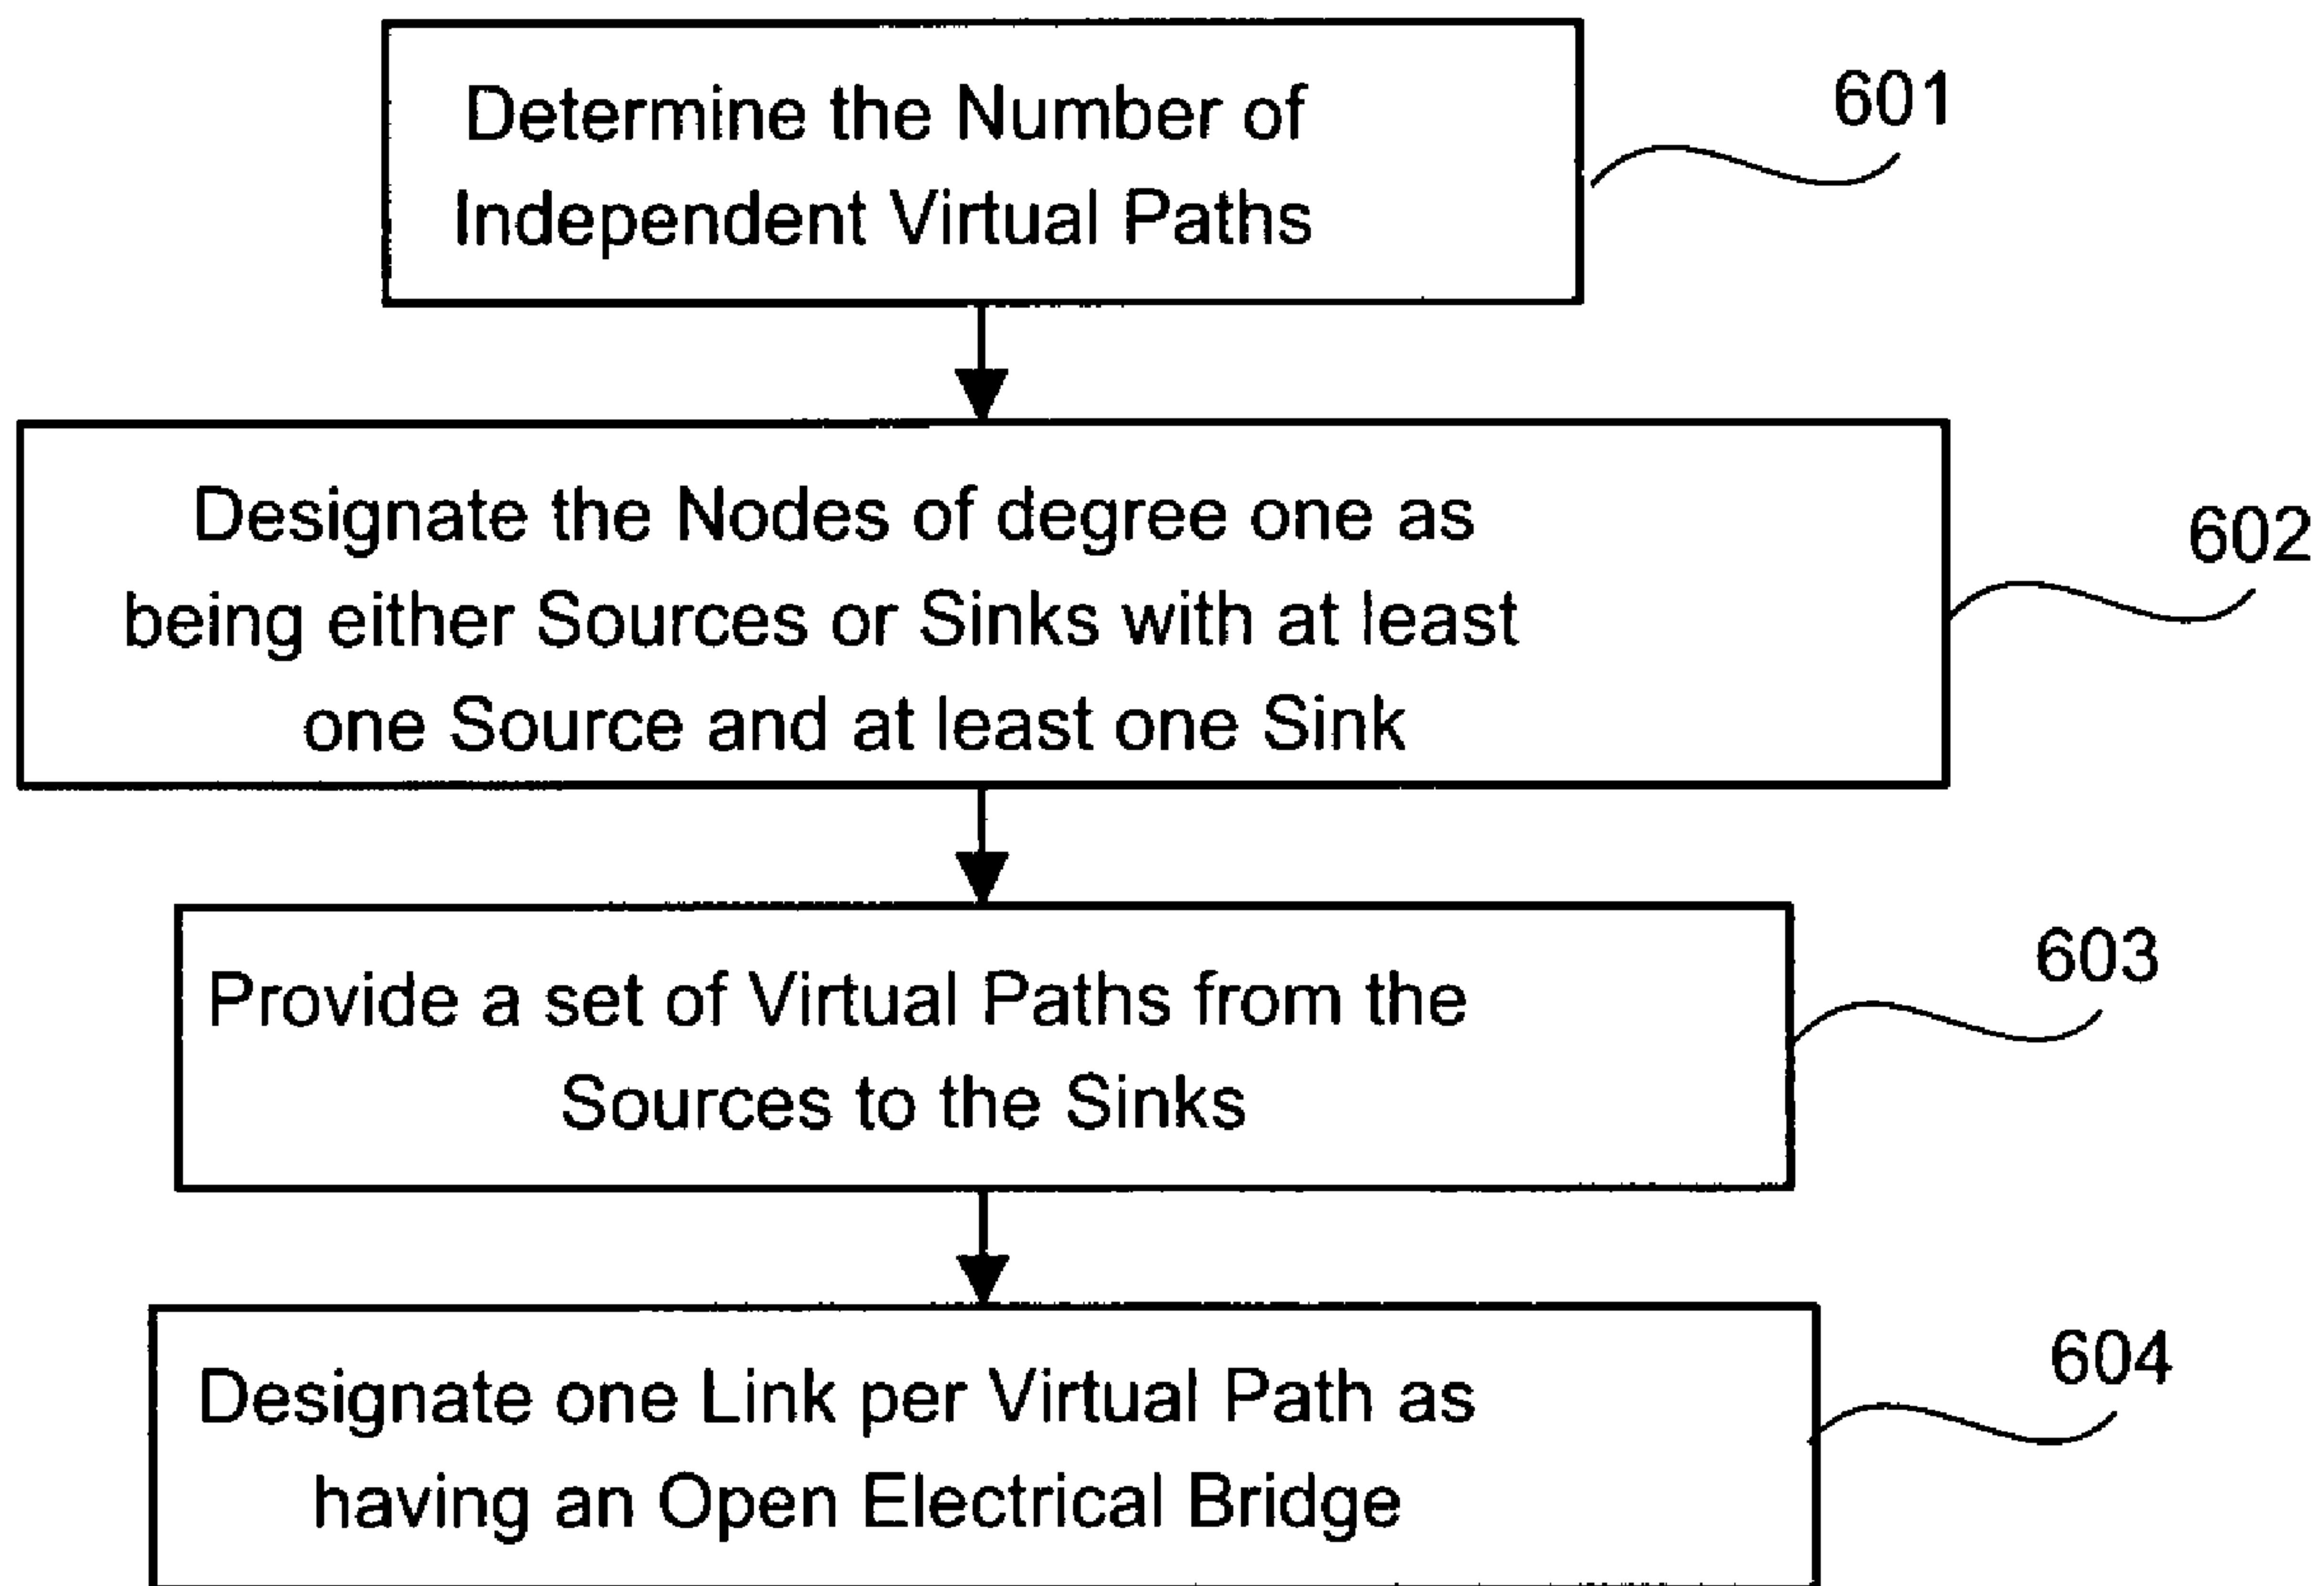 Determine the Number of
Independent Virtual Paths
601
Designate the Nodes of degree one as
being either Sources or Sinks with at least
one Source and at least one Sink
602
Provide a set of Virtual Paths from the
Sources to the Sinks
603
Designate one Link per Virtual Path as
having an Open Electrical Bridge
604